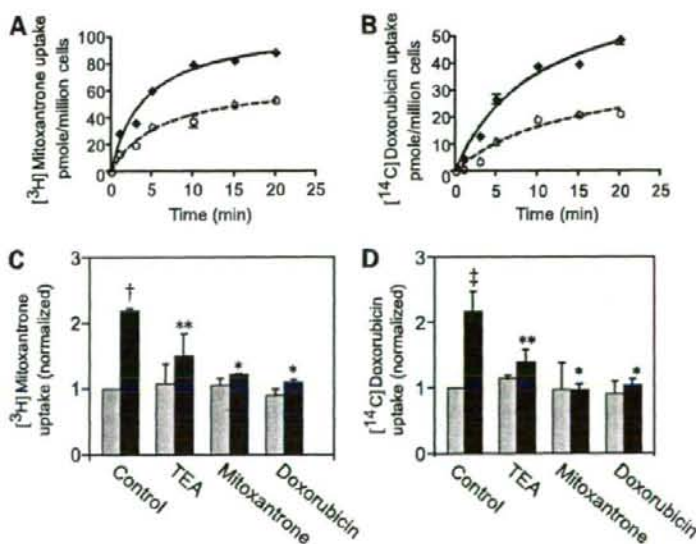 A
[³H] Mitoxantrone uptake
pmole/million cells
100
80
60
40
20
0
0 5 10 15 20 25
Time (min)
B
[¹⁴C] Doxorubicin uptake
pmole/million cells
50
40
30
20
10
0
0 5 10 15 20 25
Time (min)
C
[³H] Mitoxantrone
uptake (normalized)
3
2
1
0
†
**
*
*
Control
TEA
Mitoxantrone
Doxorubicin
D
[¹⁴C] Doxorubicin
uptake (normalized)
3
2
1
0
‡
**
*
*
Control
TEA
Mitoxantrone
Doxorubicin